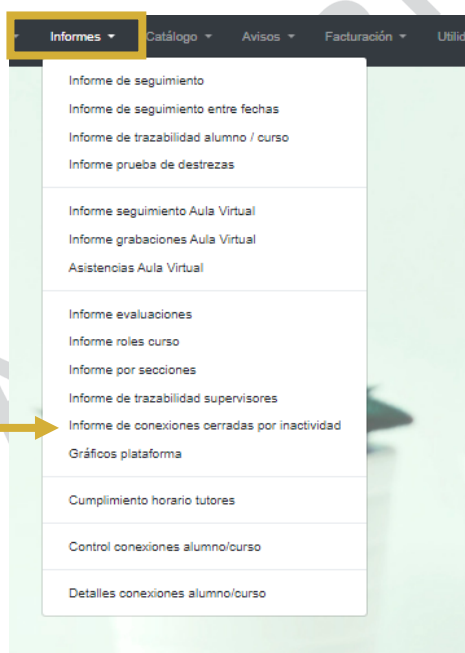 Informes Catálogo Avisos Facturación
Informe de seguimiento
Informe de seguimiento entre fechas
Informe de trazabilidad alumno / curso
Informe prueba de destrezas
Informe seguimiento Aula Virtual
Informe grabaciones Aula Virtual
Asistencias Aula Virtual
Informe evaluaciones
Informe roles curso
Informe por secciones
Informe de trazabilidad supervisores
Informe de conexiones cerradas por inactividad
Gráficos plataforma
Cumplimiento horario tutores
Control conexiones alumno/curso
Detalles conexiones alumno/curso